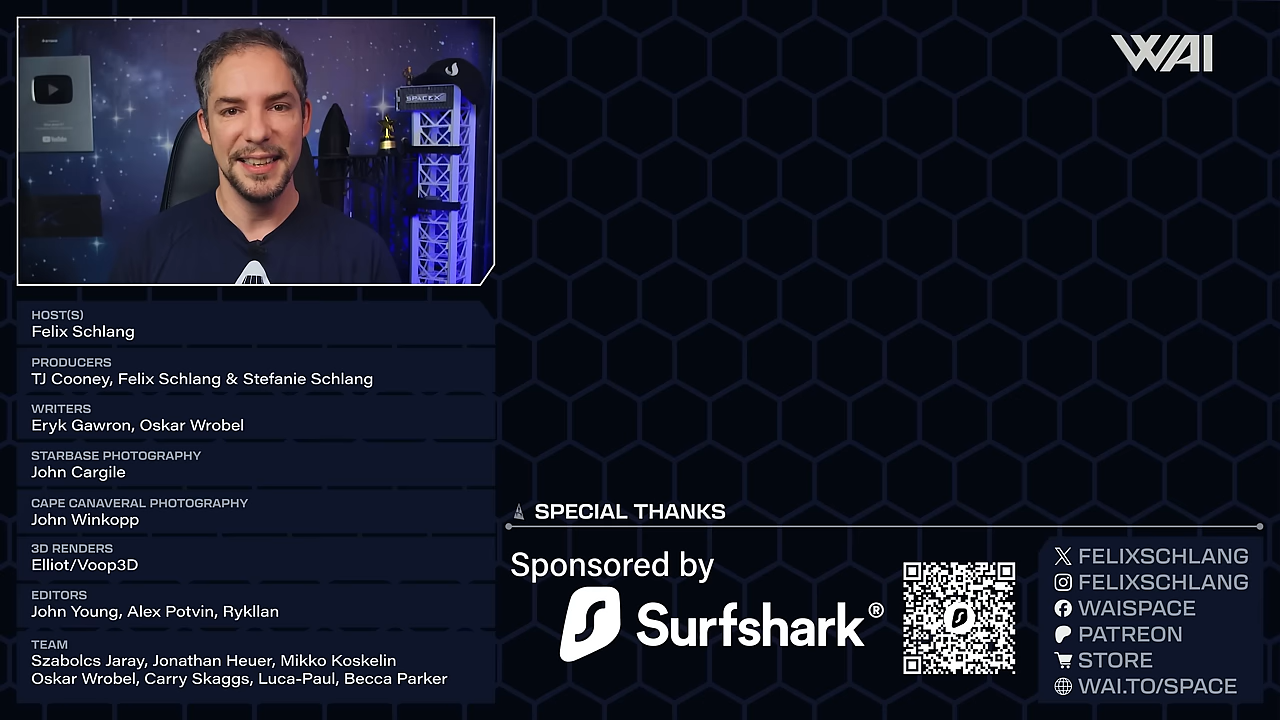 WAI
SPACEX
YouTube
HOST(S)
Felix Schlang
PRODUCERS
TJ Cooney, Felix Schlang & Stefanie Schlang
WRITERS
Eryk Gawron, Oskar Wrobel
STARBASE PHOTOGRAPHY
John Cargile
CAPE CANAVERAL PHOTOGRAPHY
John Winkopp
3D RENDERS
Elliot/Voop3D
EDITORS
John Young, Alex Potvin, Rykllan
TEAM
Szabolcs Jaray, Jonathan Heuer, Mikko Koskelin
Oskar Wrobel, Carry Skaggs, Luca-Paul, Becca Parker
SPECIAL THANKS
Sponsored by
Surfshark®
FELIXSCHLANG
FELIXSCHLANG
WAISPACE
PATREON
STORE
WAI.TO/SPACE